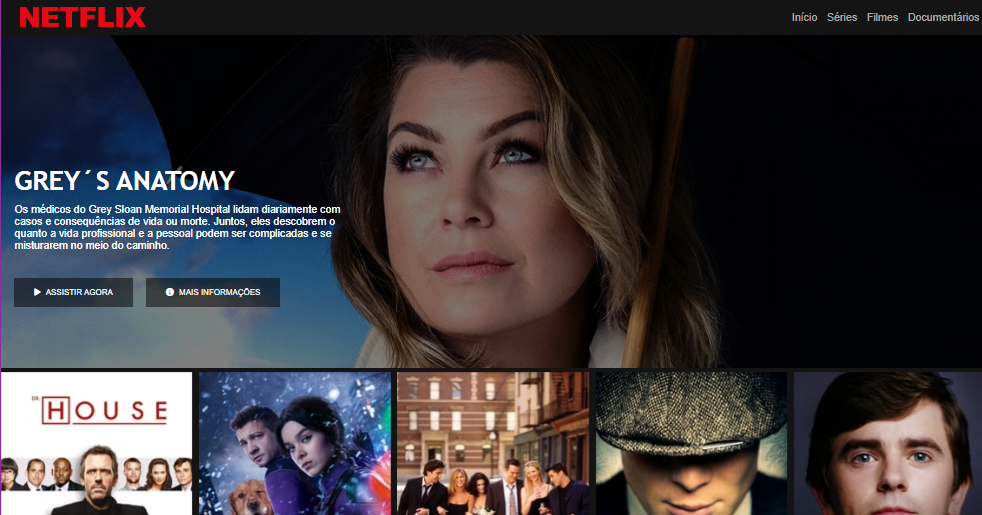 NETFLIX
Início Séries Filmes Documentários
GREY´S ANATOMY
Os médicos do Grey Sloan Memorial Hospital lidam diariamente com
casos e consequências de vida ou morte. Juntos, eles descobrem o
quanto a vida profissional e a pessoal podem ser complicadas e se
misturarem no meio do caminho.
ASSISTIR AGORA
MAIS INFORMAÇÕES
DR.
HOUSE